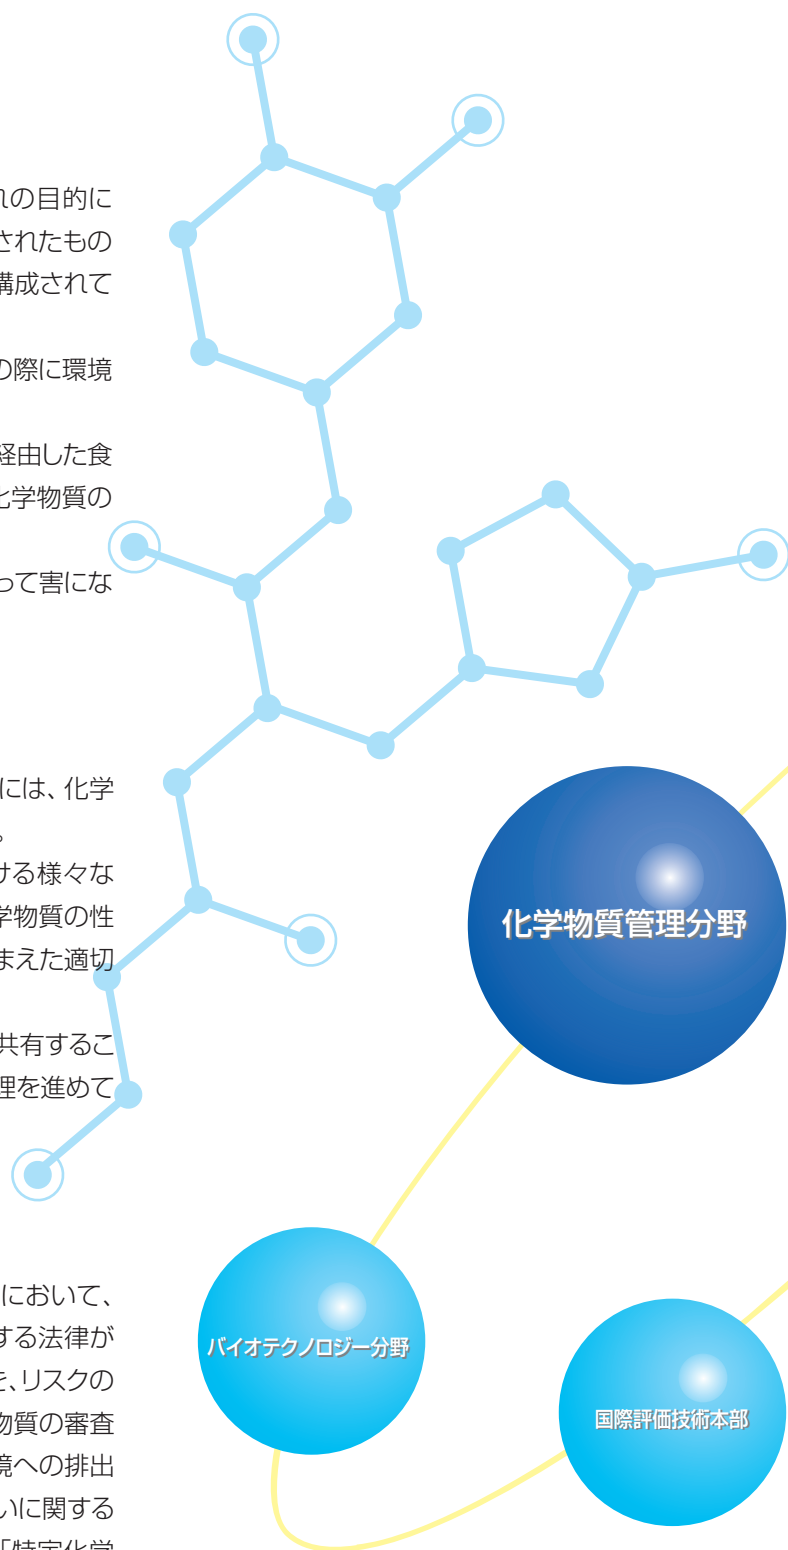 れの目的に
されたもの
構成されて
の際に環境
経由した食
化学物質の
って害にな
には、化学
。
ける様々な
学物質の性
まえた適切
共有するこ
理を進めて
化学物質管理分野
において、
する法律が
を、リスクの
物質の審査
境への排出
いに関する
「特定化学
バイオテクノロジー分野
国際評価技術本部